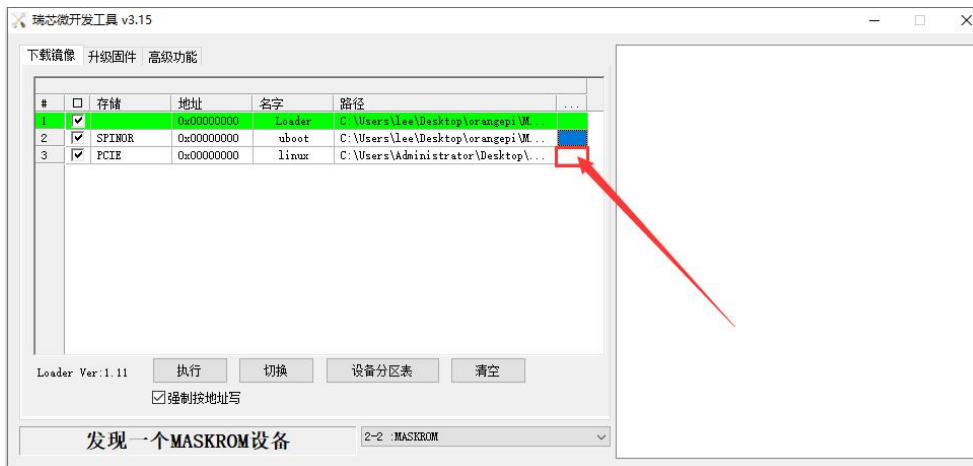 瑞芯微开发工具 v3.15
下载镜像 升级固件 高级功能
# 存储 地址 名字 路径 ...
1 0x00000000 Loader C:\Users\lee\Desktop\orangepi\M...
2 SPINOR 0x00000000 uboot C:\Users\lee\Desktop\orangepi\M...
3 PCIE 0x00000000 linux C:\Users\Administrator\Desktop\...
Loader Ver:1.11 执行 切换 设备分区表 清空
强制按地址写
发现一个MASKROM设备 2-2 :MASKROM